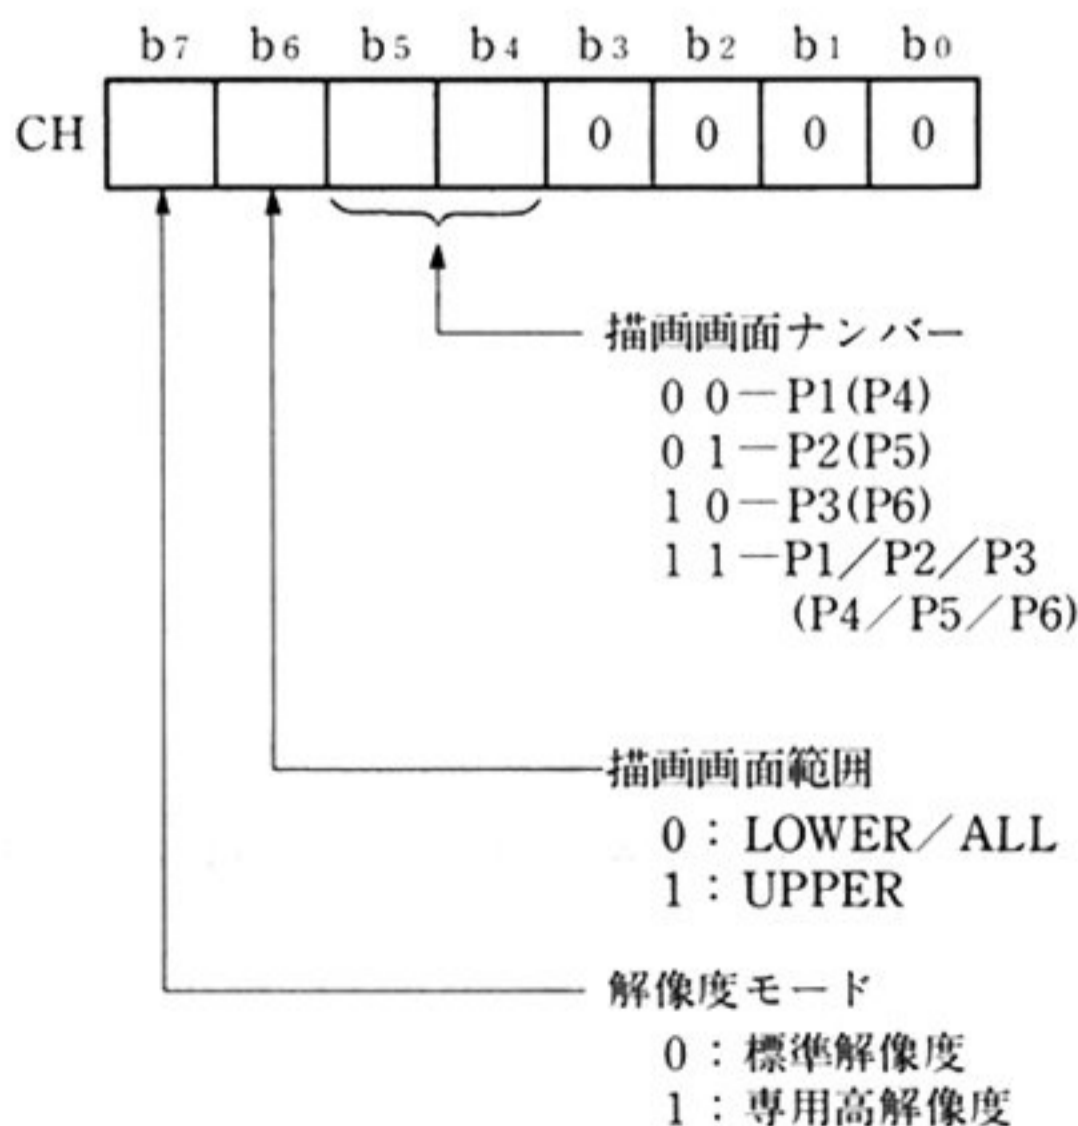 b7 b6 b5 b4 b3 b2 b1 b0
CH 0 0 0 0
描画画面ナンバー
0 0—P1(P4)
0 1—P2(P5)
1 0—P3(P6)
1 1—P1/P2/P3
(P4/P5/P6)
描画画面範囲
0：LOWER/ALL
1：UPPER
解像度モード
0：標準解像度
1：専用高解像度